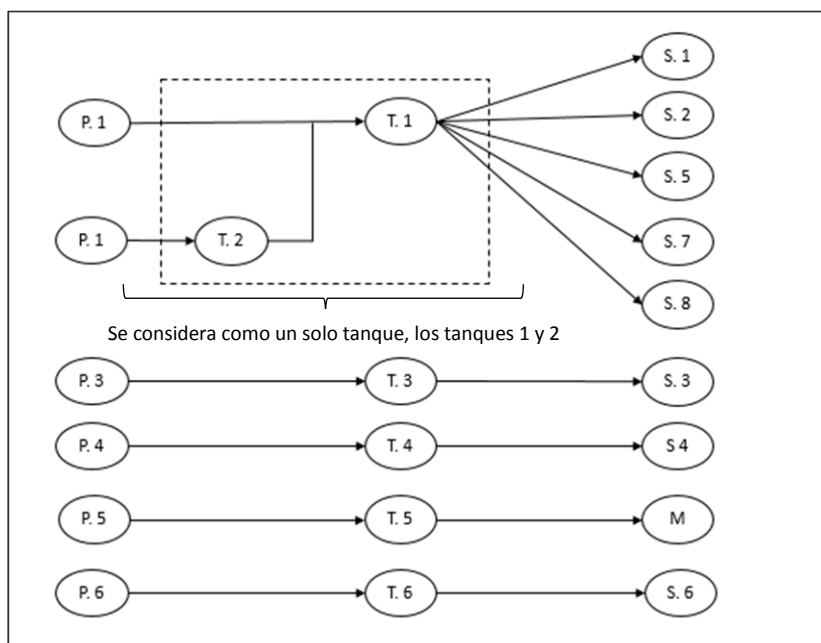 S. 1
P. 1
T. 1
S. 2
S. 5
P. 1
T. 2
S. 7
S. 8
Se considera como un solo tanque, los tanques 1 y 2
P. 3
T. 3
S. 3
P. 4
T. 4
S 4
P. 5
T. 5
M
P. 6
T. 6
S. 6